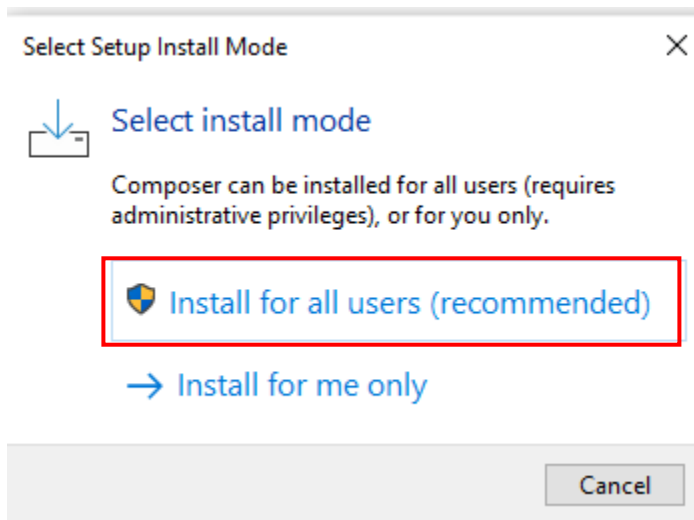 Select Setup Install Mode
Select install mode
Composer can be installed for all users (requires
administrative privileges), or for you only.
Install for all users (recommended)
Install for me only
Cancel